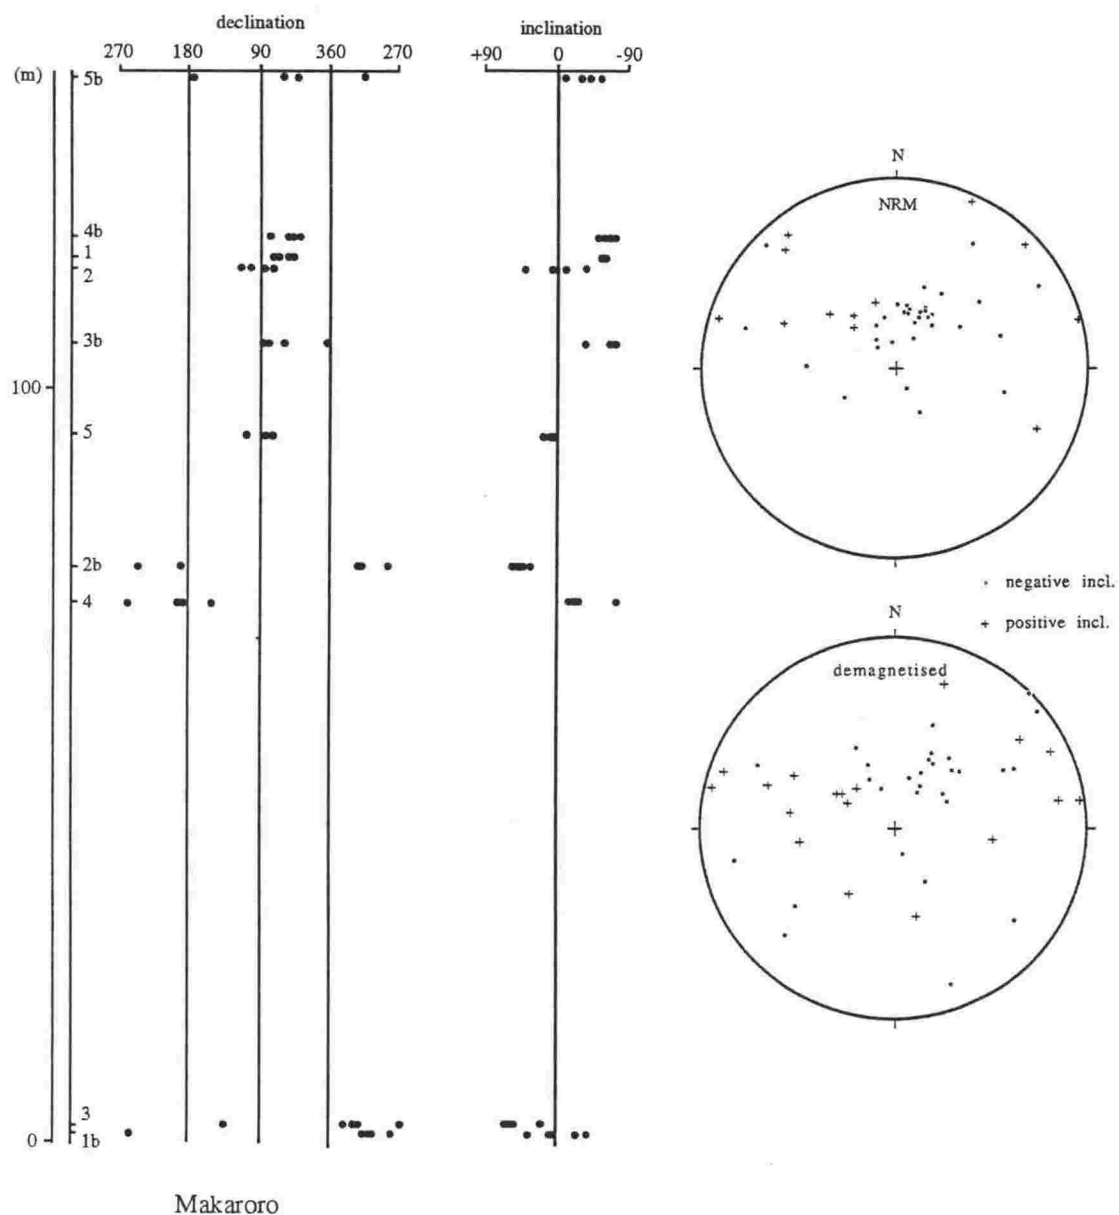 declination
inclination
270 180 90 360 270
+90 0 -90
(m)
5b
4b
1
2
3b
100
5
2b
4
3
0
1b
N
NRM
negative incl.
+ positive incl.
N
demagnetised
Makaroro